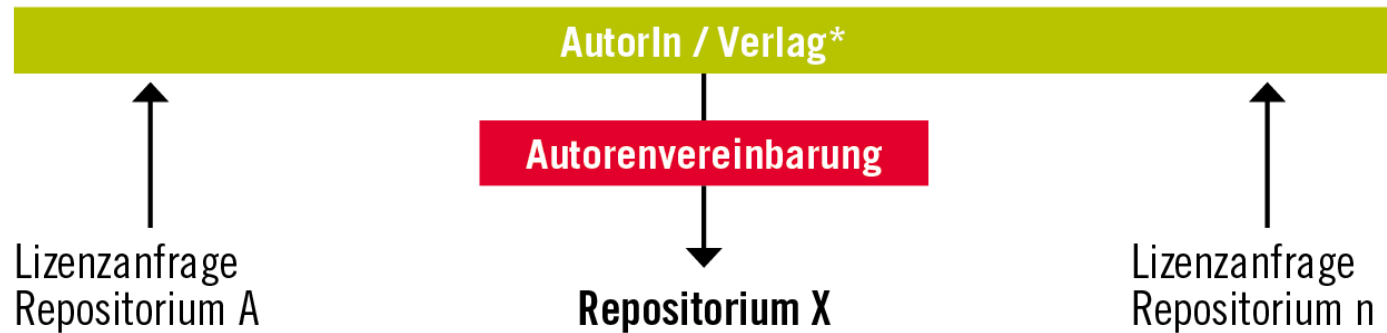 AutorIn / Verlag*
Autorenvereinbarung
Lizenzanfrage
Repositorium A
Repositorium X
Lizenzanfrage
Repositorium n